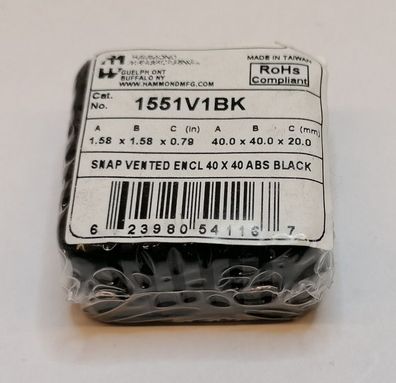 MADE IN TAIWAN
GUELPH ONT
BUFFALO NY
WWW.HAMMONDMFG.COM
RoHs
Compliant
Cat.
No. 1551V1BK
A B C (in) A B C (mm)
1.58 x 1.58 x 0.79 40.0 x 40.0 x 20.0
SNAP VENTED ENCL 40 X 40 ABS BLACK
6 23980 54116 7